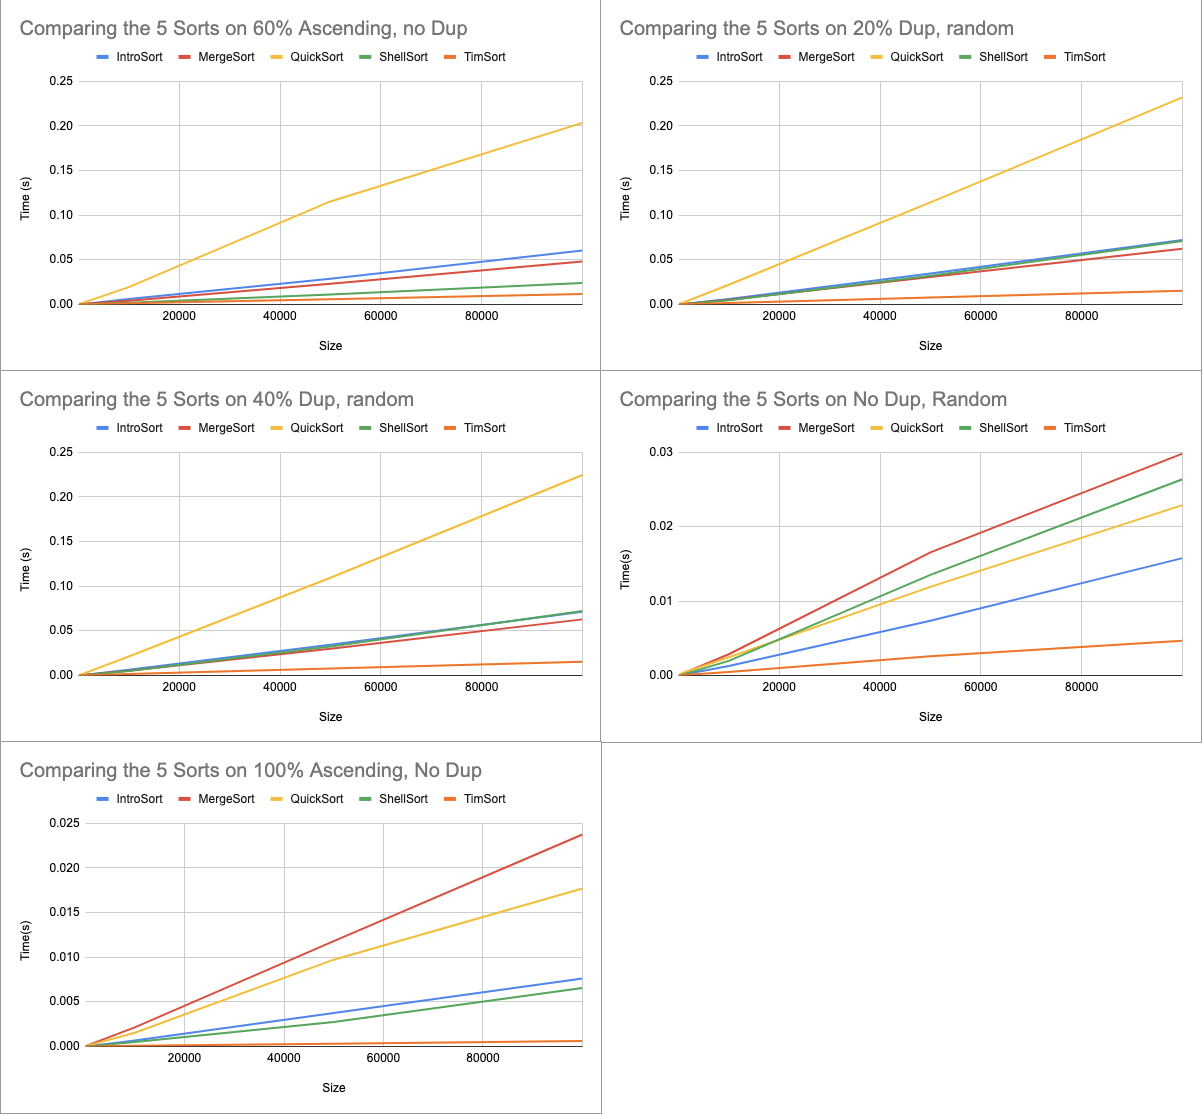 Comparing the 5 Sorts on 60% Ascending, no Dup
IntroSort MergeSort QuickSort ShellSort TimSort
0.25
0.20
0.15
0.10
0.05
0.00
Time (s)
20000 40000 60000 80000
Size
Comparing the 5 Sorts on 20% Dup, random
IntroSort MergeSort QuickSort ShellSort TimSort
0.25
0.20
0.15
0.10
0.05
0.00
Time (s)
20000 40000 60000 80000
Size
Comparing the 5 Sorts on 40% Dup, random
IntroSort MergeSort QuickSort ShellSort TimSort
0.25
0.20
0.15
0.10
0.05
0.00
Time (s)
20000 40000 60000 80000
Size
Comparing the 5 Sorts on No Dup, Random
IntroSort MergeSort QuickSort ShellSort TimSort
0.03
0.02
0.01
0.00
Time(s)
20000 40000 60000 80000
Size
Comparing the 5 Sorts on 100% Ascending, No Dup
IntroSort MergeSort QuickSort ShellSort TimSort
0.025
0.020
0.015
0.010
0.005
0.000
Time(s)
20000 40000 60000 80000
Size